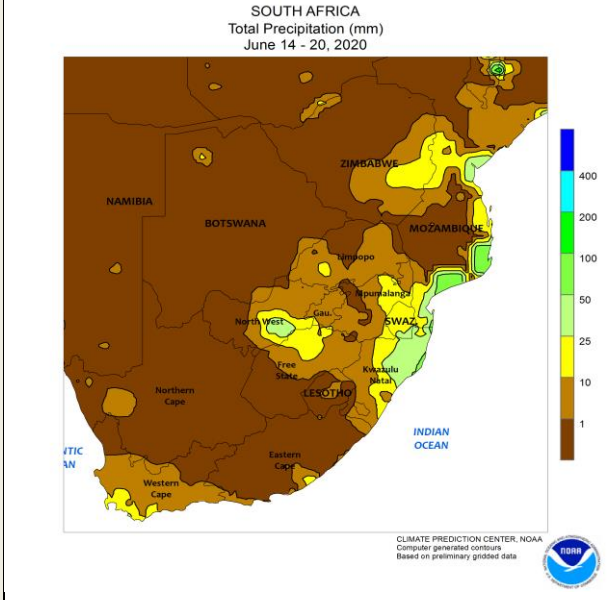 SOUTH AFRICA
Total Precipitation (mm)
June 14 - 20, 2020
ZIMBABWE
NAMIBIA
BOTSWANA
MOZAMBIQUE
Limpopo
Mpumalanga
Gau.
North West
SWAZ.
Free
State
Kwazulu
Natal
LESOTHO
Northern
Cape
Eastern
Cape
Western
Cape
NTIC
AN
INDIAN
OCEAN
400
200
100
50
25
10
1
CLIMATE PREDICTION CENTER, NOAA
Computer generated contours
Based on preliminary gridded data
noaa